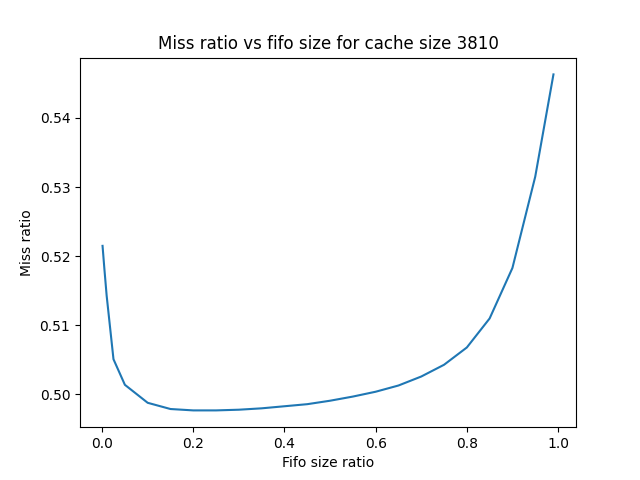 Miss ratio vs fifo size for cache size 3810
0.54
0.53
0.52
0.51
0.50
Miss ratio
0.0 0.2 0.4 0.6 0.8 1.0
Fifo size ratio